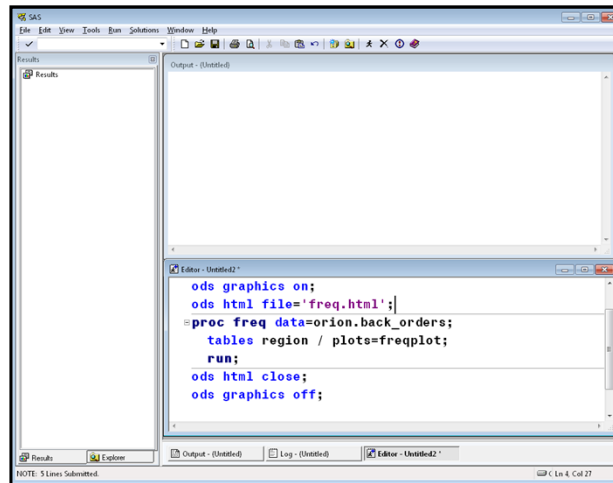 SAS
File Edit View Tools Run Solutions Window Help
Results
Results
Output - (Untitled)
Editor - Untitled2 *
ods graphics on;
ods html file='freq.html';
proc freq data=orion.back_orders;
tables region / plots=freqplot;
run;
ods html close;
ods graphics off;
Results Explorer
Output - (Untitled) Log - (Untitled) Editor - Untitled2 *
NOTE: 5 Lines Submitted. Ln 4, Col 27